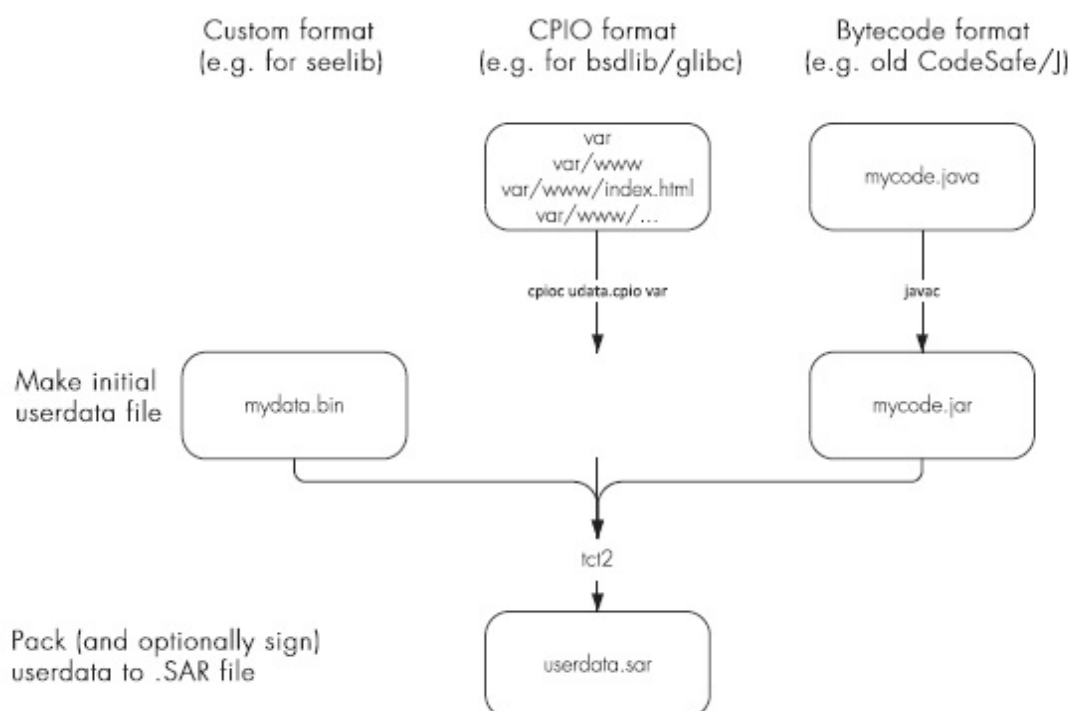 Custom format
(e.g. for seelib)
CPIO format
(e.g. for bsdlib/glibc)
Bytecode format
(e.g. old CodeSafe/J)
var
var/www
var/www/index.html
var/www/...
mycode.java
cpioc udata.cpio var
javac
Make initial
userdata file
mydata.bin
mycode.jar
tct2
Pack (and optionally sign)
userdata to .SAR file
userdata.sar